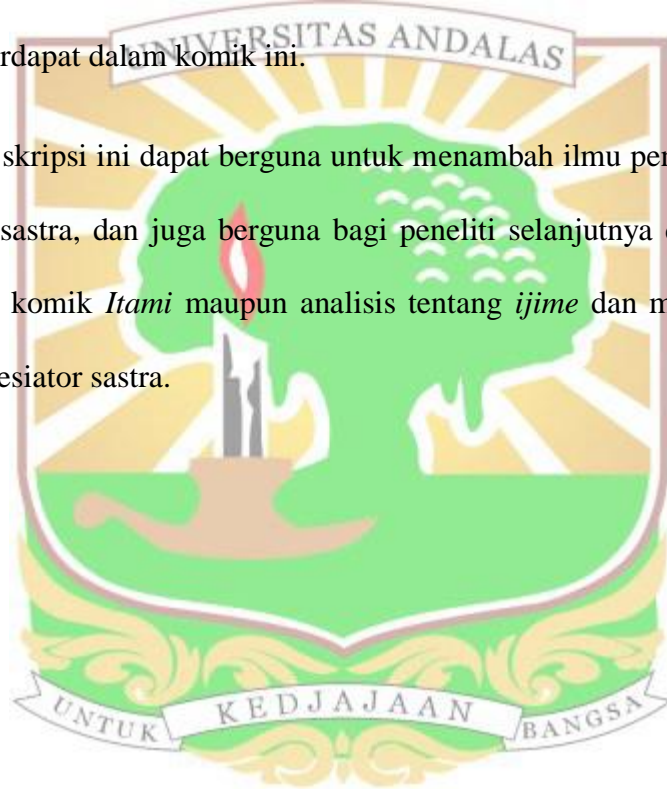 UNIVERSITAS ANDALAS
rdapat dalam komik ini.
skripsi ini dapat berguna untuk menambah ilmu per
sastra, dan juga berguna bagi peneliti selanjutnya
komik Itami maupun analisis tentang ijime dan m
esiator sastra.
UNTUK KEDJAJAAN BANGSA